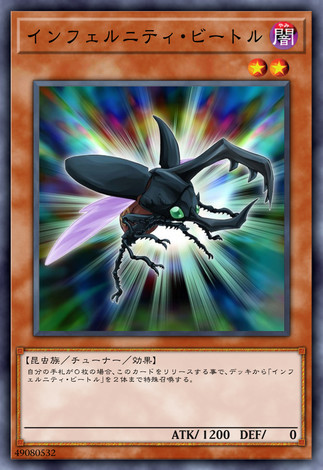 インフェルニティ・ビートル
闇
やみ
【昆虫族／チューナー／効果】
自分の手札が０枚の場合、このカードをリリースする事で、デッキから「インフ
ェルニティ・ビートル」を２体まで特殊召喚する。
ATK/ 1200 DEF/ 0
49080532